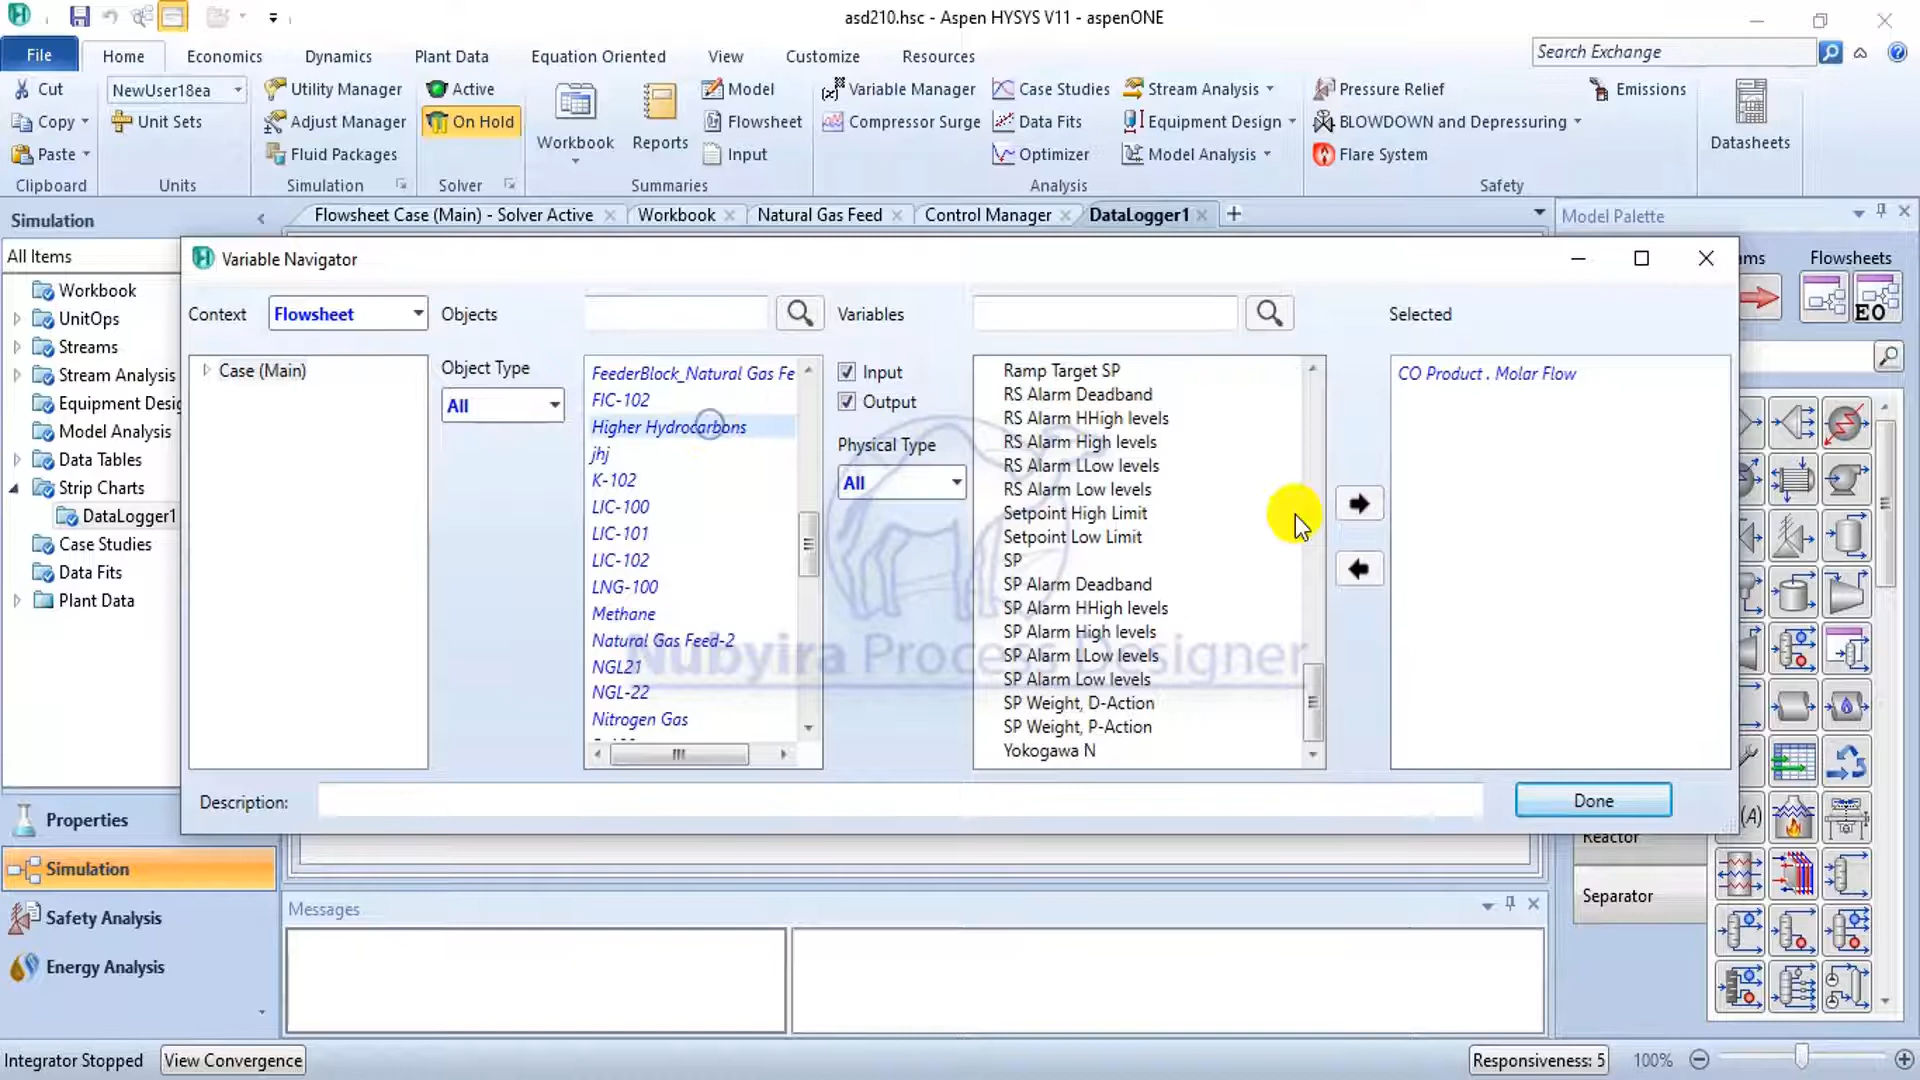 asd210.hsc - Aspen HYSYS V11 - aspenONE
File
Home
Economics
Dynamics
Plant Data
Equation Oriented
View
Customize
Resources
Search Exchange
Cut
Copy
Paste
Clipboard
NewUser18ea
Unit Sets
Units
Utility Manager
Adjust Manager
Fluid Packages
Simulation
Active
On Hold
Solver
Workbook
Reports
Model
Flowsheet
Input
Summaries
Variable Manager
Compressor Surge
Case Studies
Data Fits
Optimizer
Stream Analysis
Equipment Design
Model Analysis
Analysis
Pressure Relief
BLOWDOWN and Depressuring
Flare System
Emissions
Safety
Datasheets
Simulation
Flowsheet Case (Main) - Solver Active
Workbook
Natural Gas Feed
Control Manager
DataLogger1
Model Palette
All Items
Workbook
UnitOps
Streams
Stream Analysis
Equipment Desig
Model Analysis
Data Tables
Strip Charts
DataLogger1
Case Studies
Data Fits
Plant Data
Properties
Simulation
Safety Analysis
Energy Analysis
Variable Navigator
Context
Flowsheet
Case (Main)
Objects
Object Type
All
FeederBlock_Natural Gas Fe
FIC-102
Higher Hydrocarbons
jhj
K-102
LIC-100
LIC-101
LIC-102
LNG-100
Methane
Natural Gas Feed-2
NGL21
NGL-22
Nitrogen Gas
Variables
Input
Output
Physical Type
All
Ramp Target SP
RS Alarm Deadband
RS Alarm HHigh levels
RS Alarm High levels
RS Alarm LLow levels
RS Alarm Low levels
Setpoint High Limit
Setpoint Low Limit
SP
SP Alarm Deadband
SP Alarm HHigh levels
SP Alarm High levels
SP Alarm LLow levels
SP Alarm Low levels
SP Weight, D-Action
SP Weight, P-Action
Yokogawa N
Selected
CO Product . Molar Flow
Nubyira Process Designer
Description:
Done
ms
Flowsheets
EO
(A)
Reactor
Separator
Messages
Integrator Stopped
View Convergence
Responsiveness: 5
100%